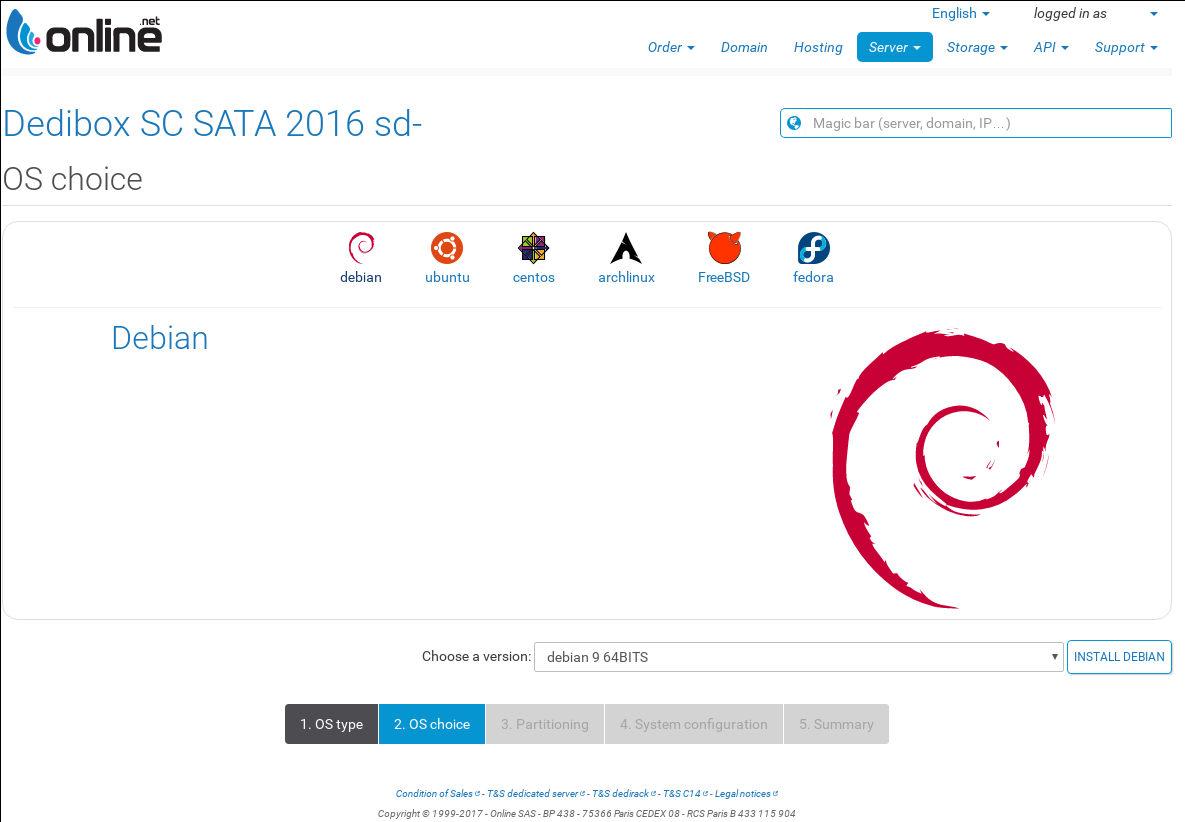 online .net
English logged in as
Order Domain Hosting Server Storage API Support
Dedibox SC SATA 2016 sd-
Magic bar (server, domain, IP…)
OS choice
debian ubuntu centos archlinux FreeBSD fedora
Debian
Choose a version: debian 9 64BITS INSTALL DEBIAN
1. OS type 2. OS choice 3. Partitioning 4. System configuration 5. Summary
Condition of Sales - T&S dedicated server - T&S dedirack - T&S C14 - Legal notices
Copyright © 1999-2017 - Online SAS - BP 438 - 75366 Paris CEDEX 08 - RCS Paris B 433 115 904